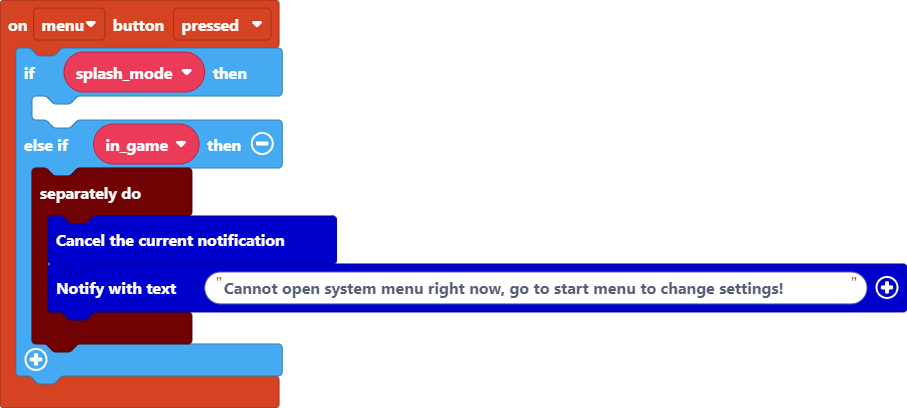 on menu button pressed
if splash_mode then
else if in_game then
separately do
Cancel the current notification
Notify with text "Cannot open system menu right now, go to start menu to change settings!"